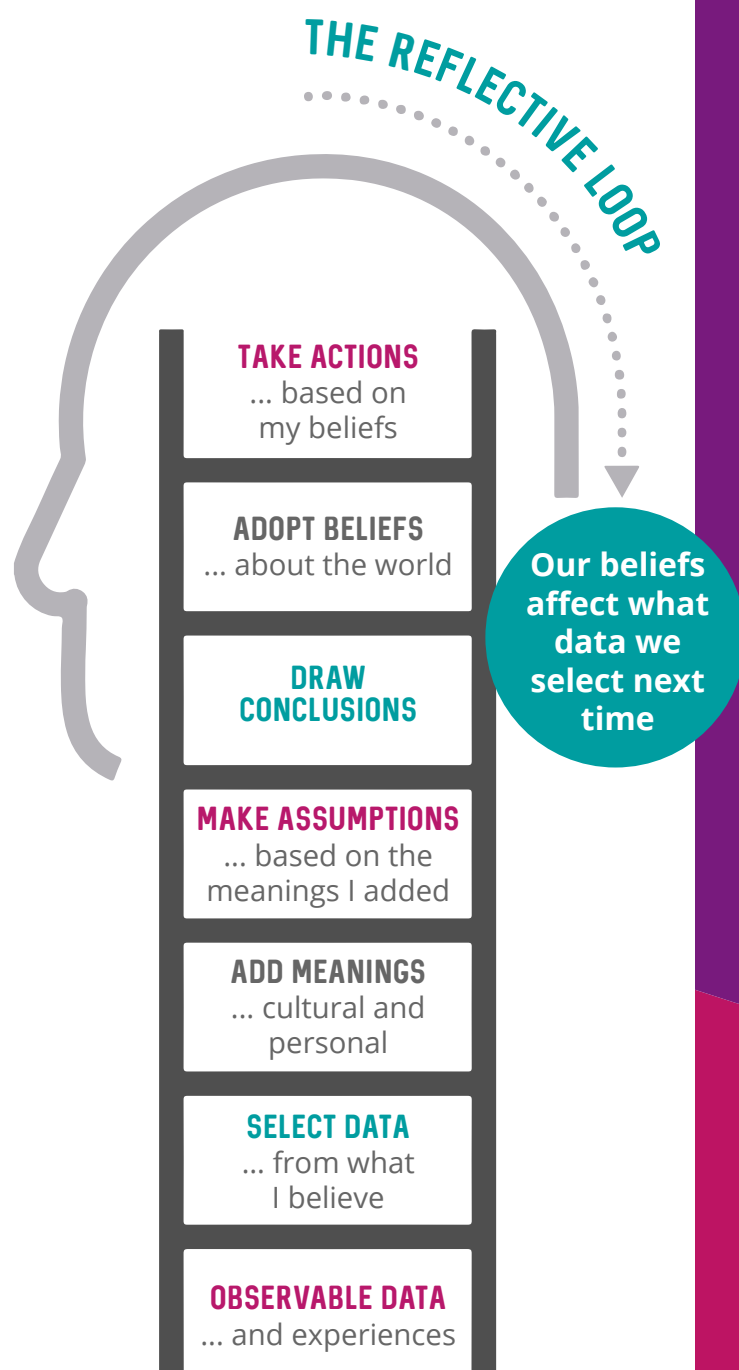 THE REFLECTIVE LOOP
TAKE ACTIONS
... based on
my beliefs
ADOPT BELIEFS
... about the world
Our beliefs
affect what
data we
select next
time
DRAW
CONCLUSIONS
MAKE ASSUMPTIONS
... based on the
meanings I added
ADD MEANINGS
... cultural and
personal
SELECT DATA
... from what
I believe
OBSERVABLE DATA
... and experiences